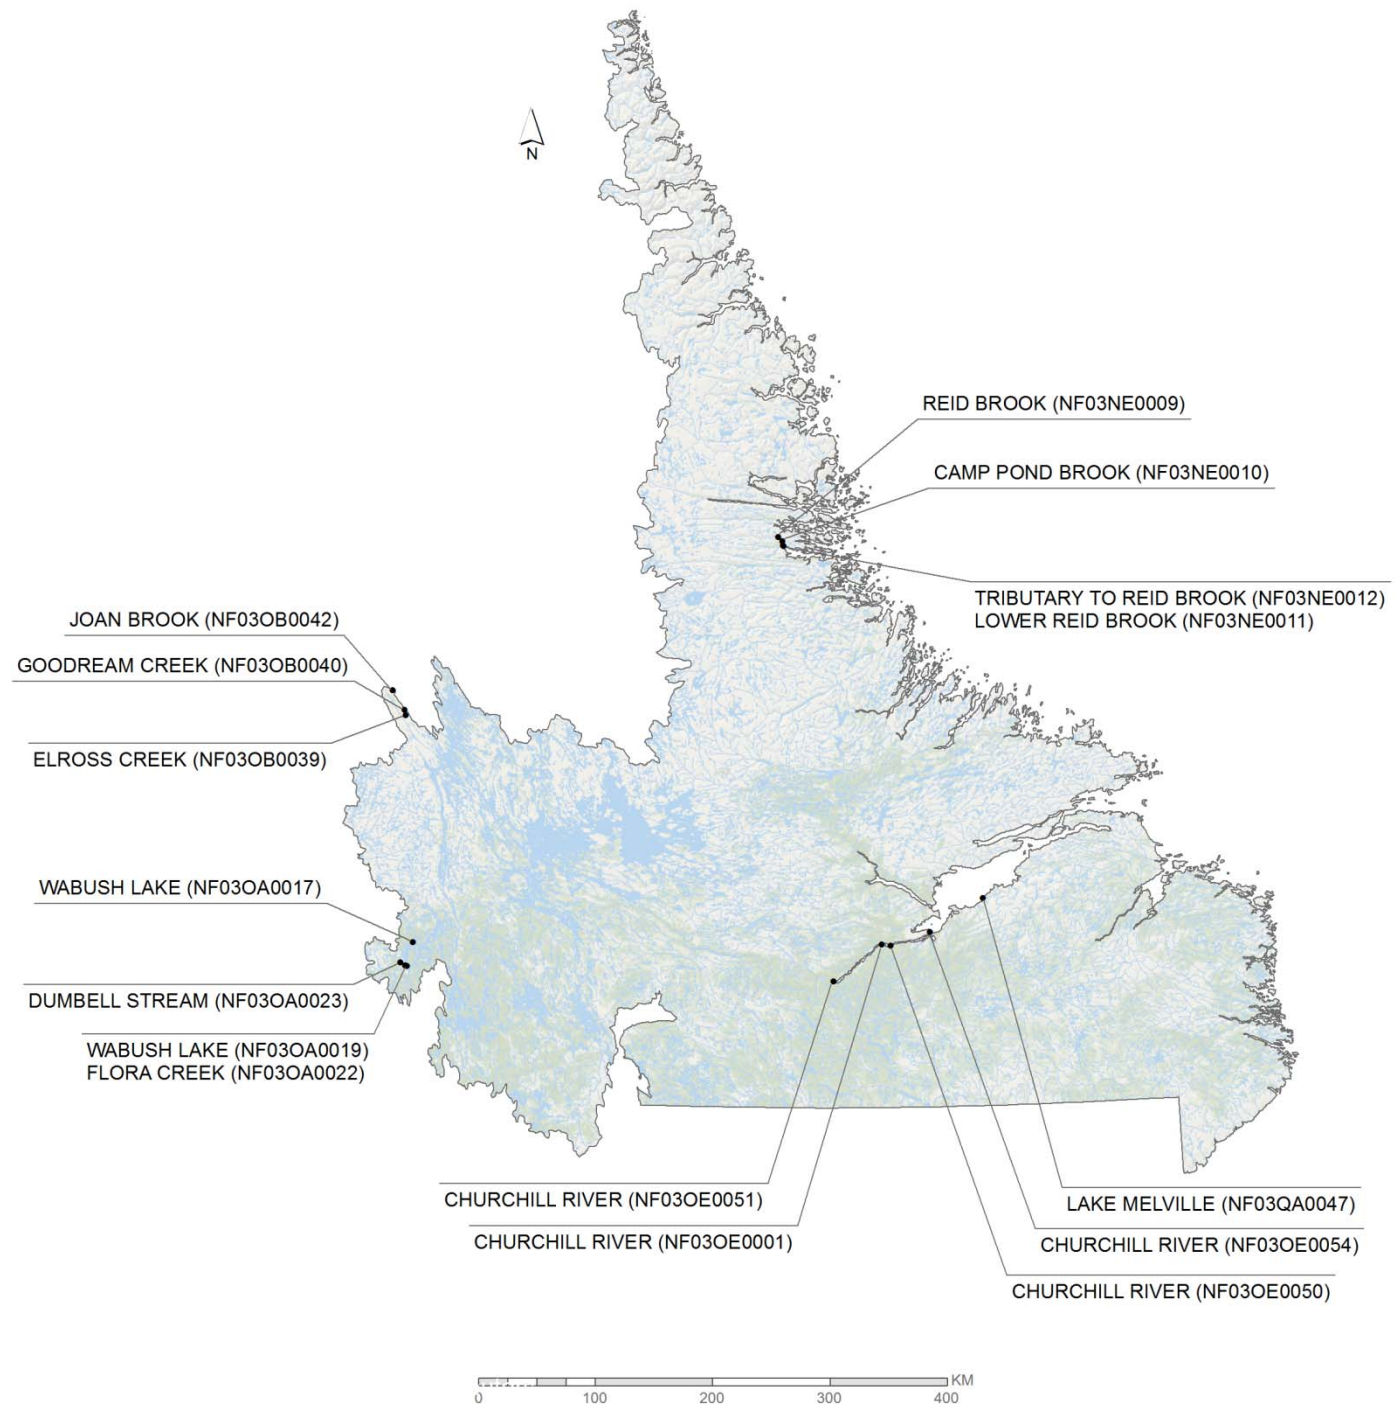 N
REID BROOK (NF03NE0009)
CAMP POND BROOK (NF03NE0010)
TRIBUTARY TO REID BROOK (NF03NE0012)
LOWER REID BROOK (NF03NE0011)
JOAN BROOK (NF03OB0042)
GOODREAM CREEK (NF03OB0040)
ELROSS CREEK (NF03OB0039)
WABUSH LAKE (NF03OA0017)
DUMBELL STREAM (NF03OA0023)
WABUSH LAKE (NF03OA0019)
FLORA CREEK (NF03OA0022)
CHURCHILL RIVER (NF03OE0051)
CHURCHILL RIVER (NF03OE0001)
LAKE MELVILLE (NF03QA0047)
CHURCHILL RIVER (NF03OE0054)
CHURCHILL RIVER (NF03OE0050)
KM
0 100 200 300 400